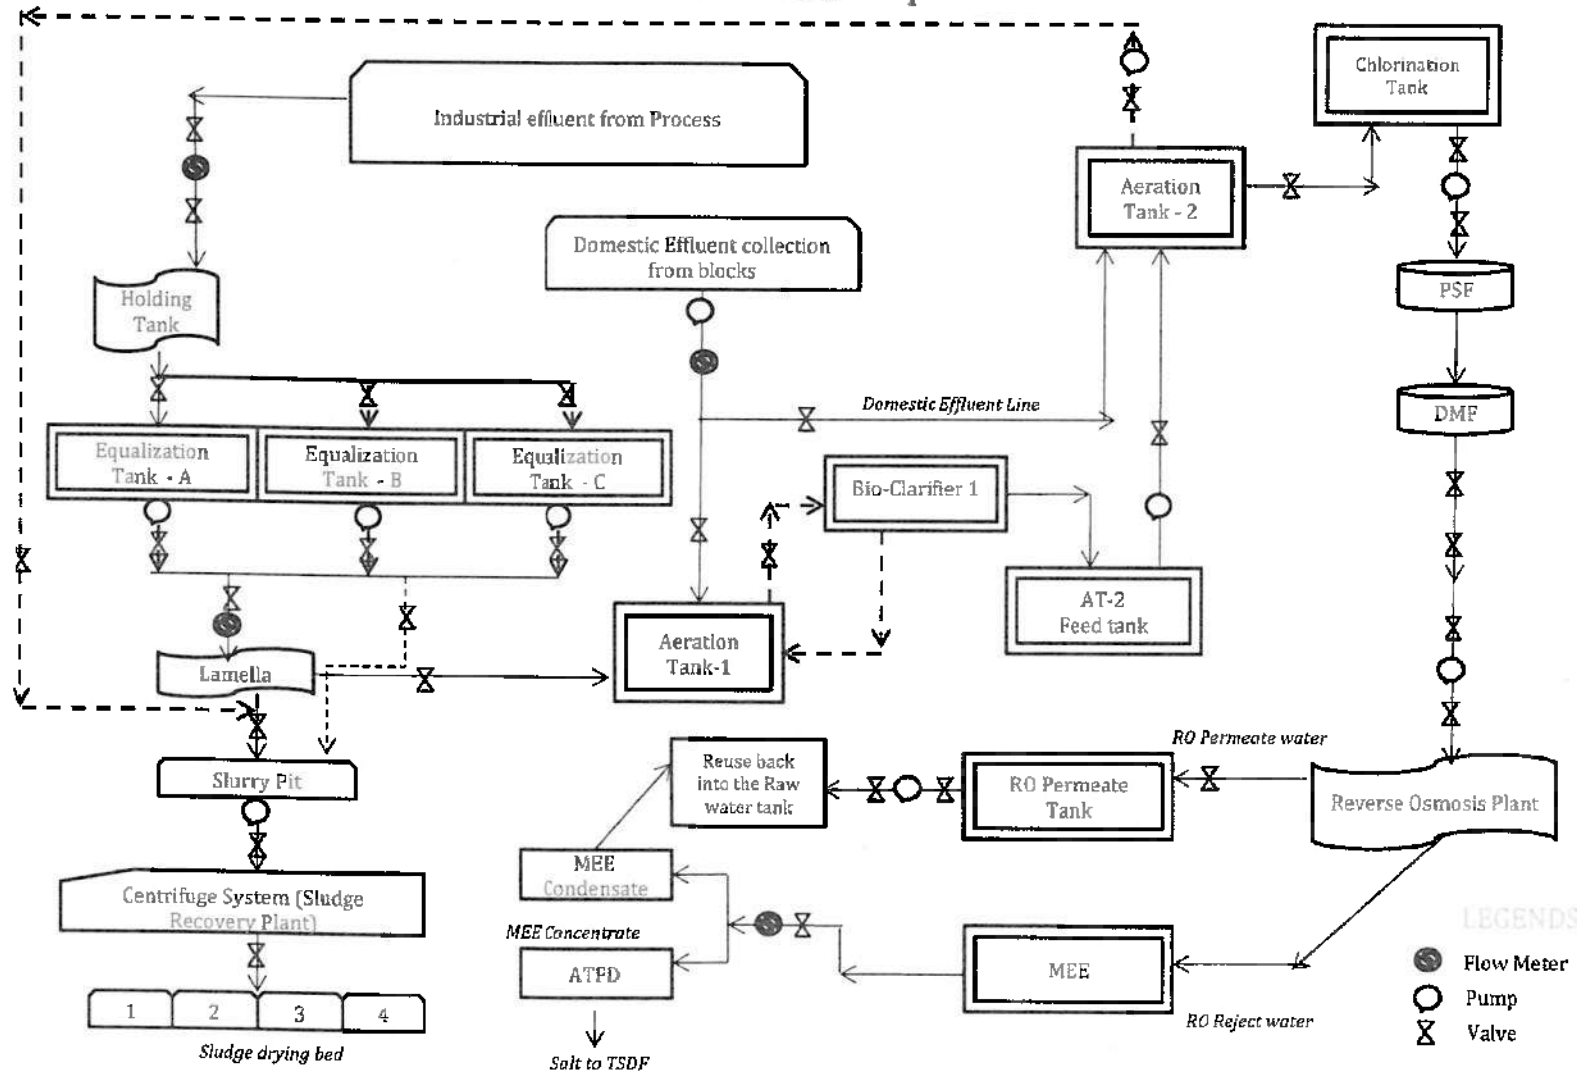 Chlorination
Tank
Industrial effluent from Process
Aeration
Tank - 2
Domestic Effluent collection
from blocks
Holding
Tank
PSF
DMF
Domestic Effluent Line
Equalization
Tank - A
Equalization
Tank - B
Equalization
Tank - C
Bio-Clarifier 1
AT-2
Feed tank
Aeration
Tank-1
Lamella
Slurry Pit
Reuse back
into the Raw
water tank
RO Permeate
Tank
RO Permeate water
Reverse Osmosis Plant
MEE
Condensate
Centrifuge System (Sludge
Recovery Plant)
MEE Concentrate
ATFD
MEE
RO Reject water
LEGENDS
Flow Meter
Pump
Valve
1
2
3
4
Sludge drying bed
Salt to TSDF